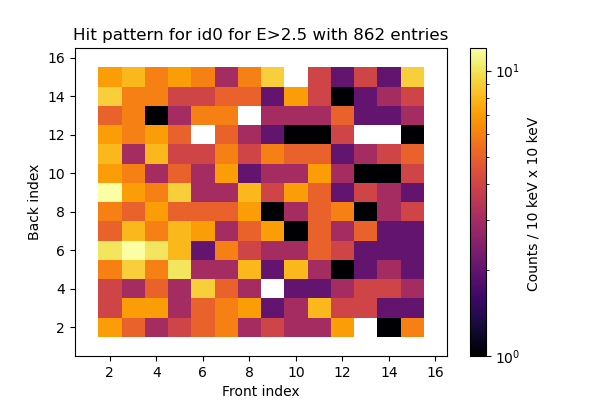 Hit pattern for id0 for E>2.5 with 862 entries
16
14
12
10
8
6
4
2
Back index
2 4 6 8 10 12 14 16
Front index
10¹
10⁰
Counts / 10 keV x 10 keV